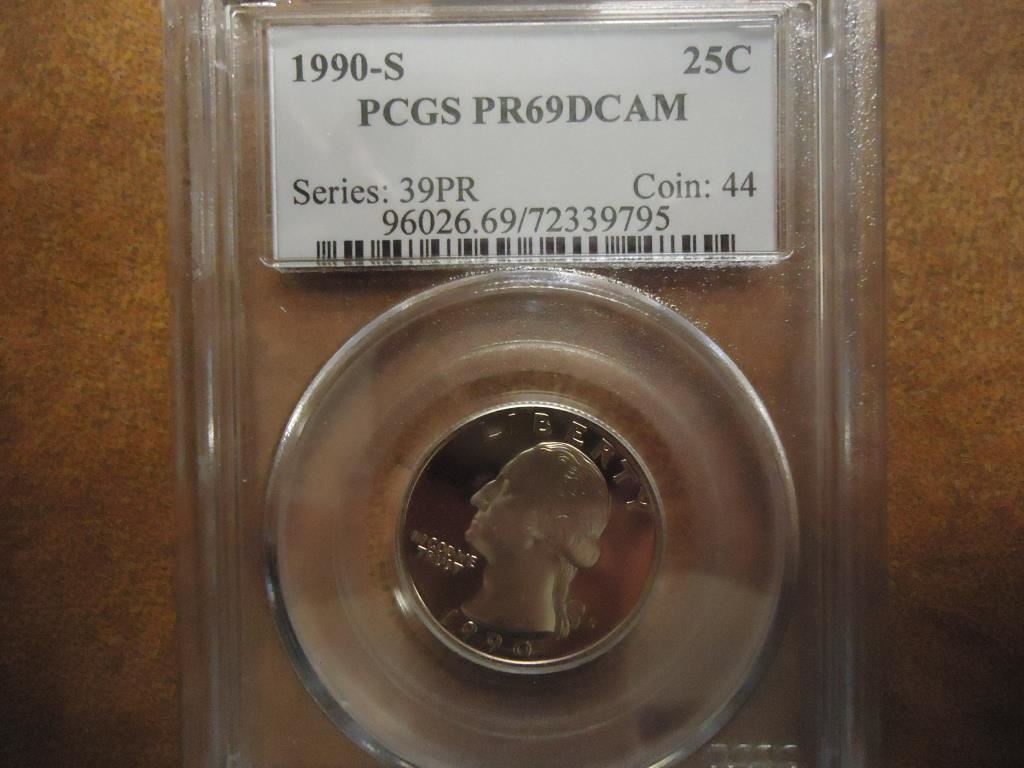 1990-S 25C
PCGS PR69DCAM
Series: 39PR Coin: 44
96026.69/72339795
LIBERTY
IN GOD WE
TRUST
1990